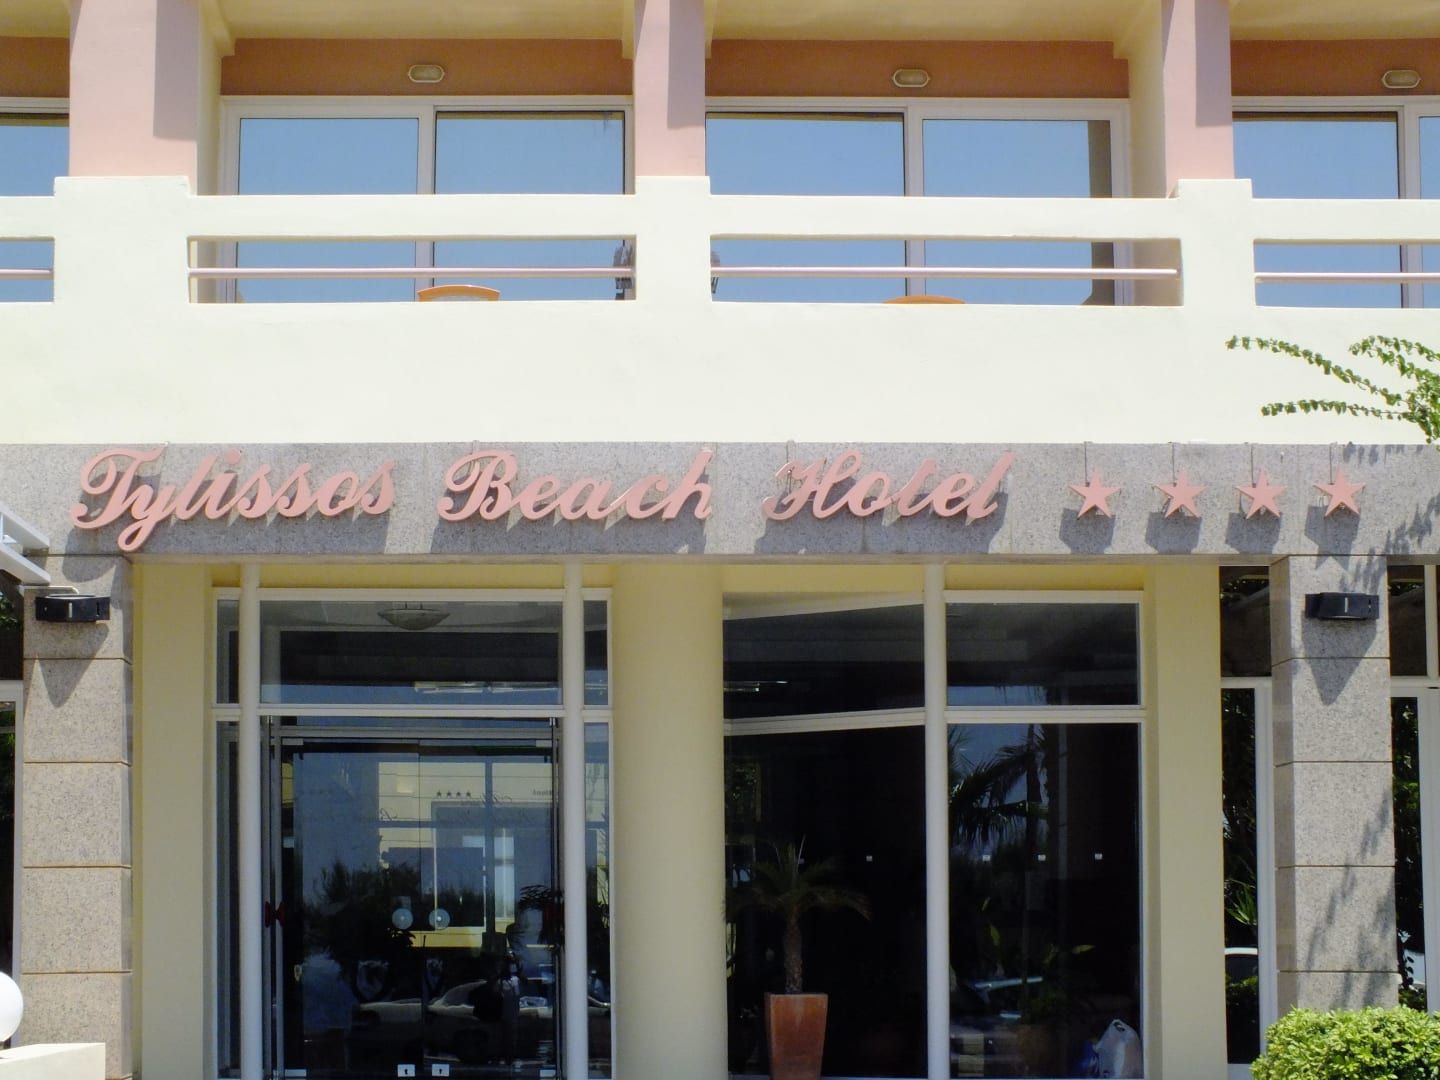 Tylissos Beach Hotel ★★★★